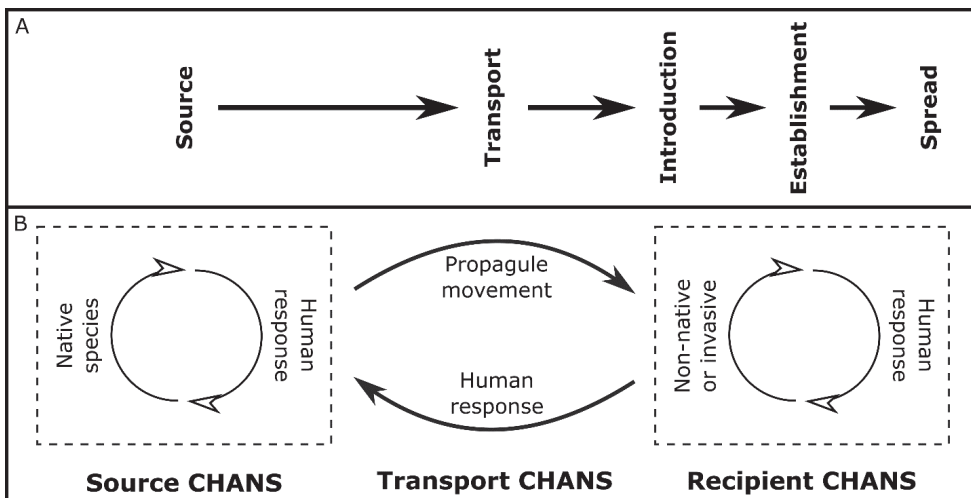 A
Source
Transport
Introduction
Establishment
Spread
B
Native
species
Human
response
Propagule
movement
Human
response
Non-native
or invasive
Human
response
Source CHANS
Transport CHANS
Recipient CHANS